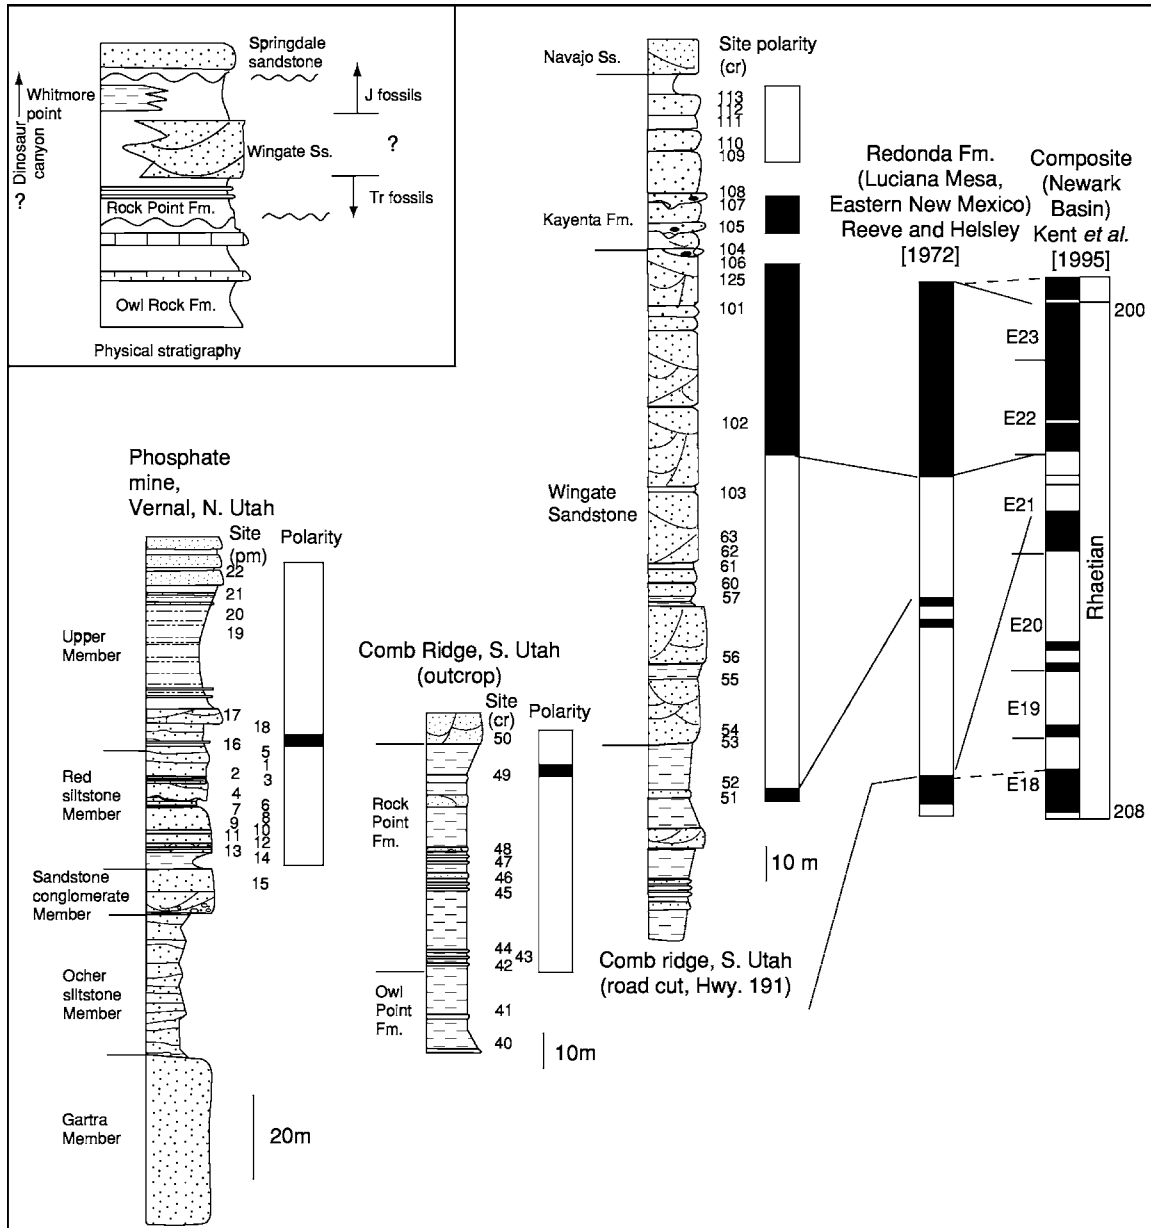 Springdale
sandstone
Whitmore
point
J fossils
Dinosaur
canyon
?
Wingate Ss.
?
Tr fossils
Rock Point Fm.
Owl Rock Fm.
Physical stratigraphy
Phosphate
mine,
Vernal, N. Utah
Site
(pm)
Polarity
22
21
20
19
17
18
16
5
1
2
3
4
7
6
9
8
11
10
13
12
14
15
Upper
Member
Red
siltstone
Member
Sandstone
conglomerate
Member
Ocher
siltstone
Member
Gartra
Member
20m
Comb Ridge, S. Utah
(outcrop)
Site
(cr)
Polarity
50
49
48
47
46
45
44
43
42
41
40
Rock
Point
Fm.
Owl
Point
Fm.
10m
Site polarity
(cr)
Navajo Ss.
113
112
111
110
109
108
107
105
104
106
125
101
102
103
63
62
61
60
57
56
55
54
53
52
51
Kayenta Fm.
Wingate
Sandstone
10 m
Comb ridge, S. Utah
(road cut, Hwy. 191)
Redonda Fm.
(Luciana Mesa,
Eastern New Mexico)
Reeve and Helsley
[1972]
Composite
(Newark
Basin)
Kent et al.
[1995]
200
E23
E22
E21
E20
E19
E18
Rhaetian
208